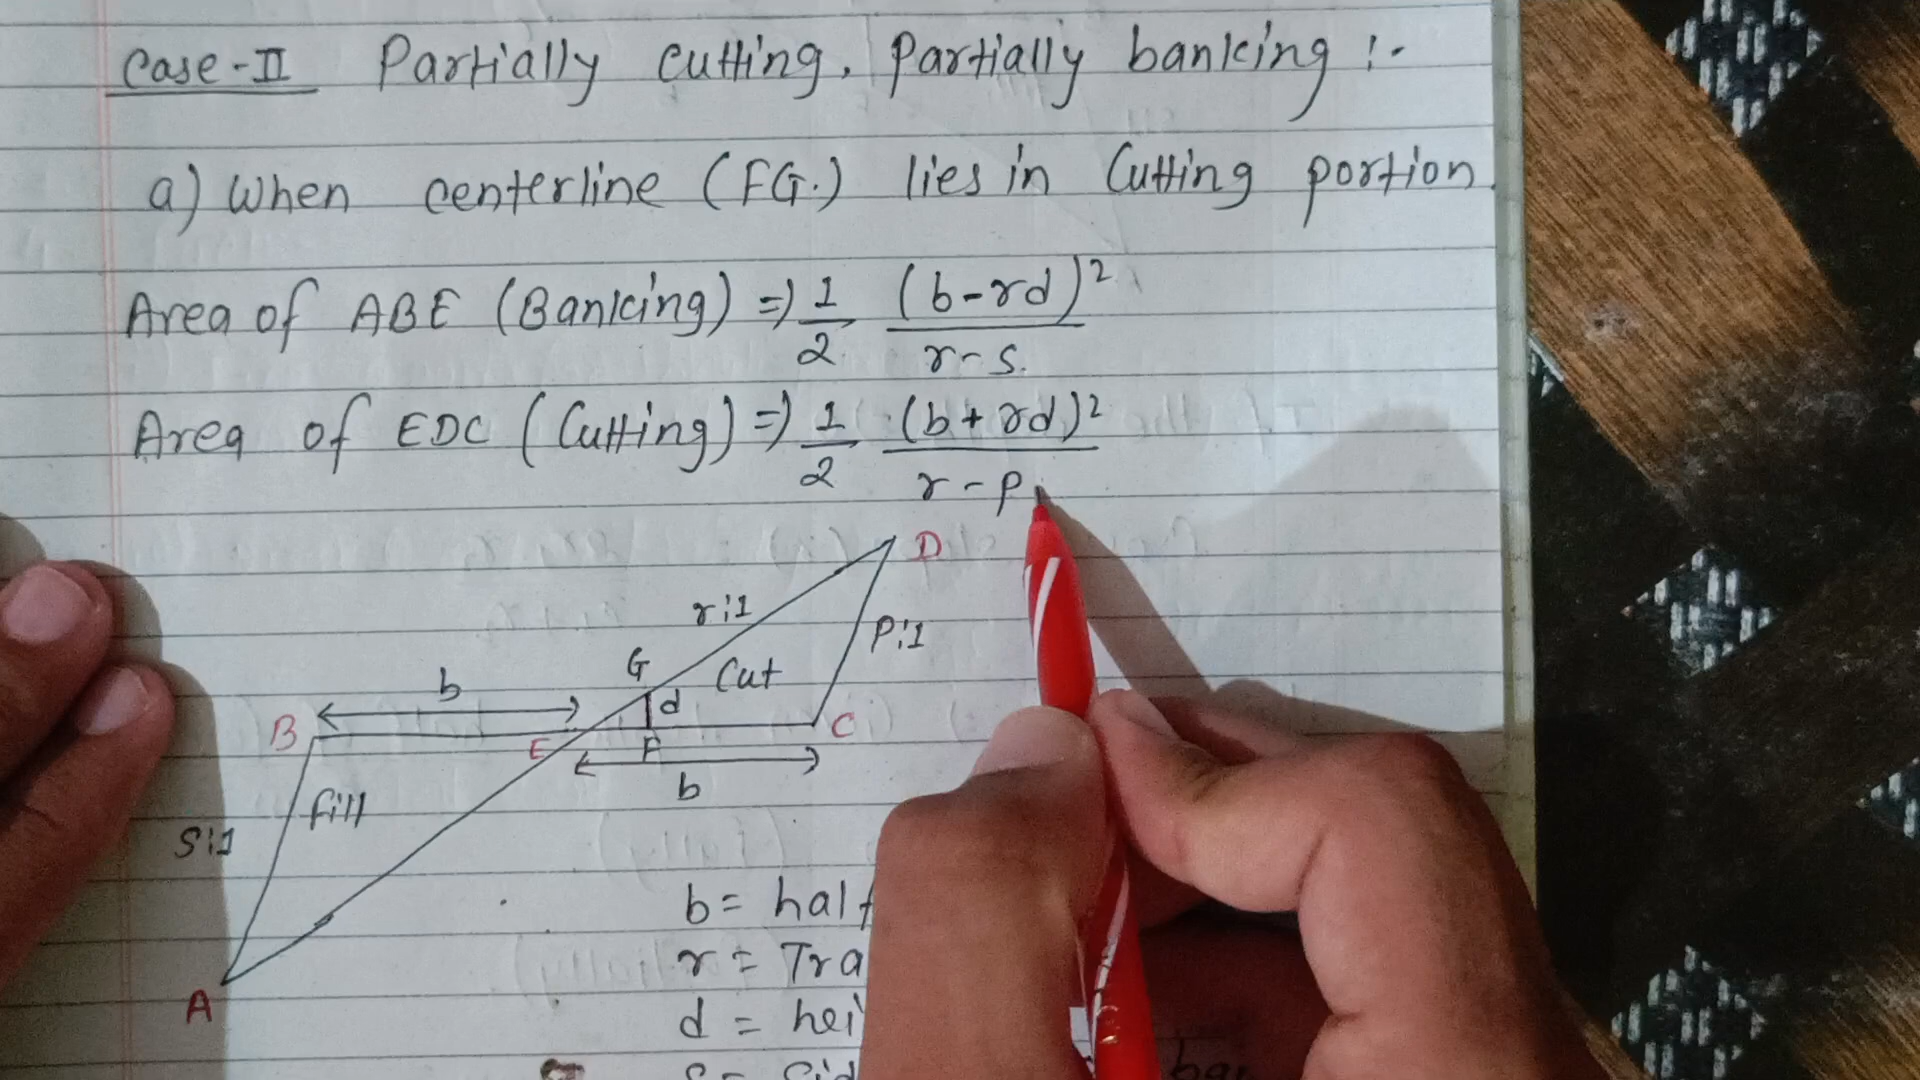 Case-II Partially cutting, Partially banking :-
a) When centerline (FG.) lies in Cutting portion.
Area of ABE (Banking) => 1/2 (b-rd)²/r-s.
Area of EDC (Cutting) => 1/2 (b+rd)²/r-p
D
r:1
P:1
G
Cut
b
d
B
E
F
C
b
fill
S:1
b = half
r = Tra
d = hei
A